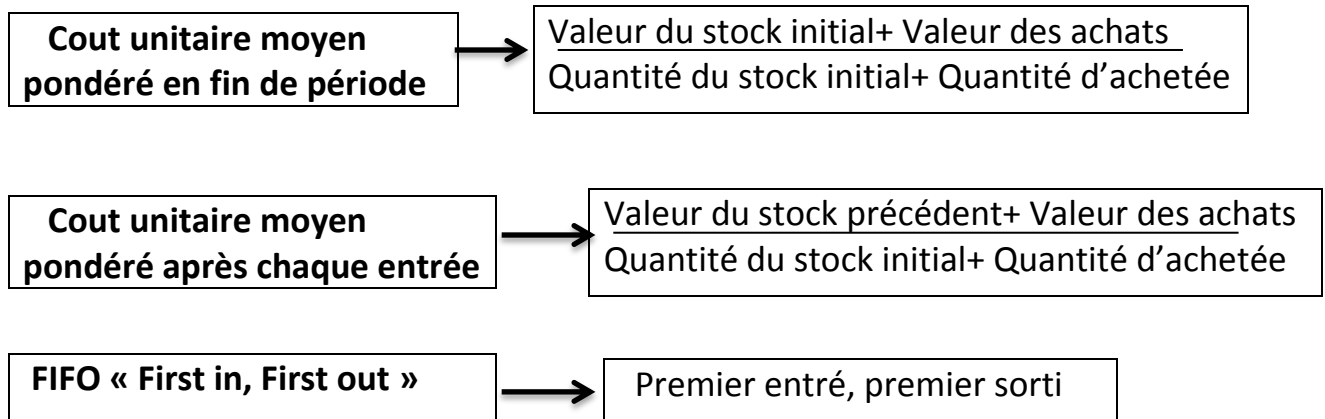 Cout unitaire moyen
pondéré en fin de période
Valeur du stock initial+ Valeur des achats
Quantité du stock initial+ Quantité d’achetée
Cout unitaire moyen
pondéré après chaque entrée
Valeur du stock précédent+ Valeur des achats
Quantité du stock initial+ Quantité d’achetée
FIFO « First in, First out »
Premier entré, premier sorti